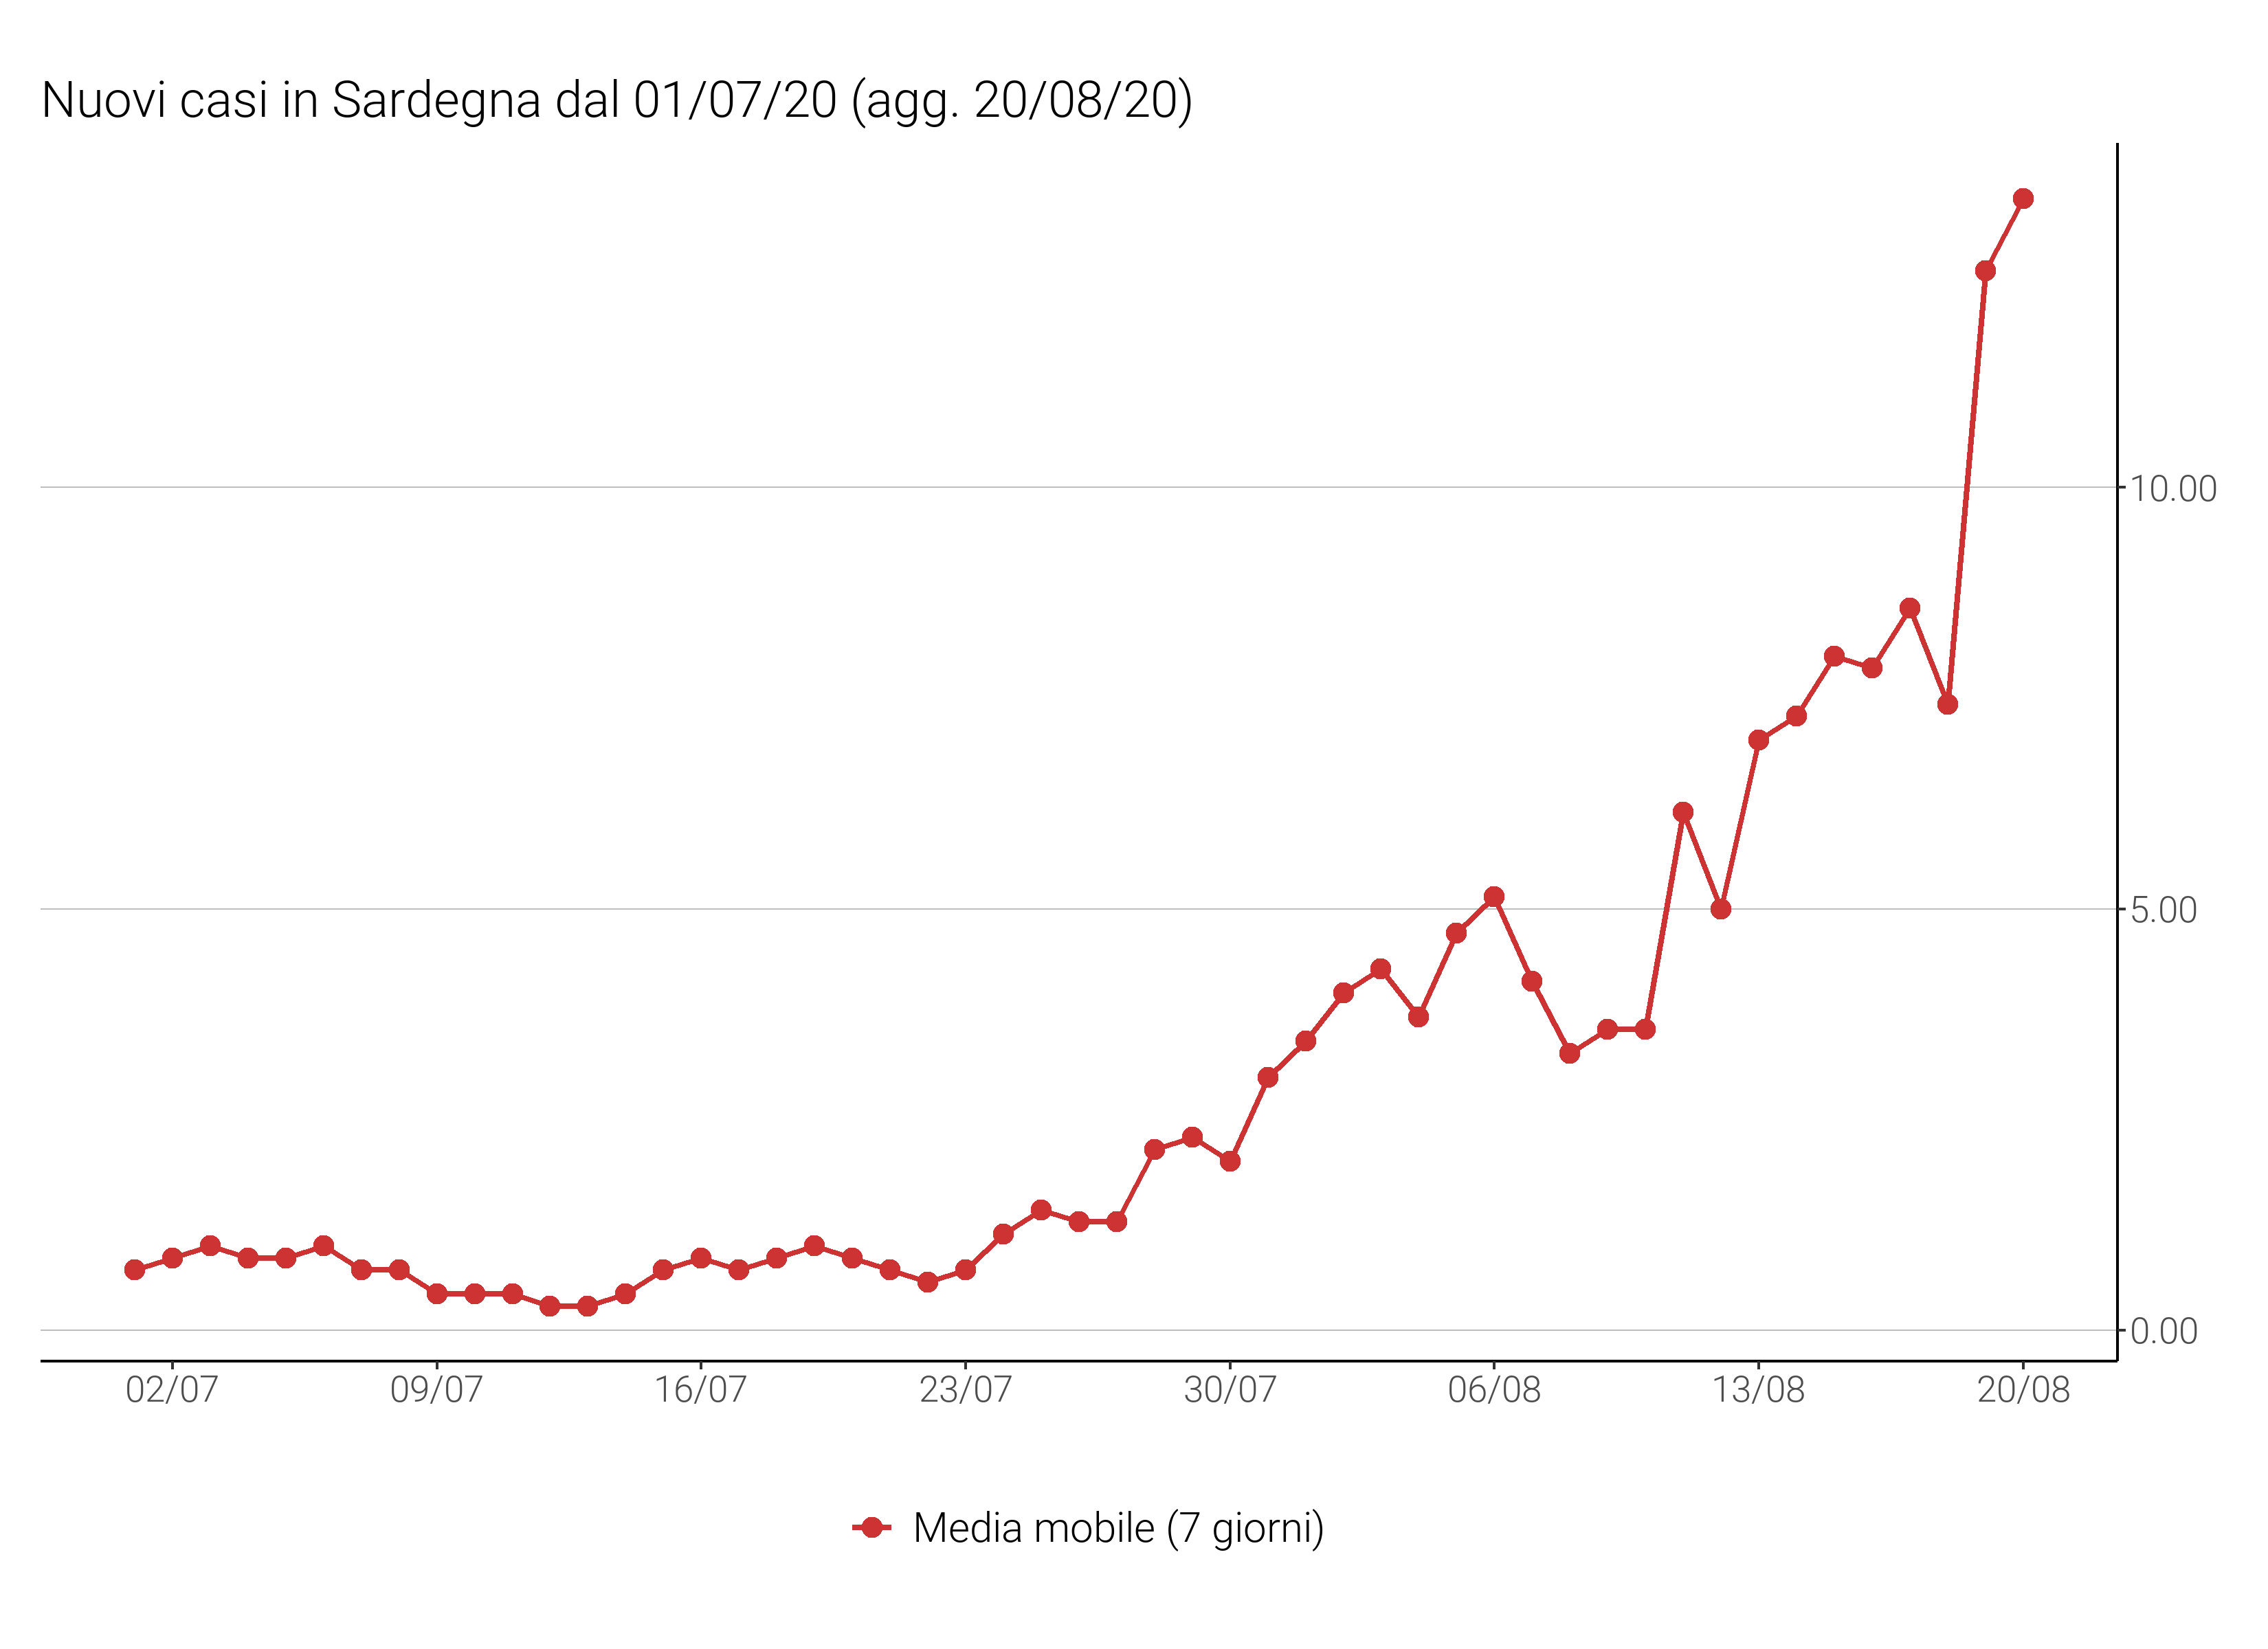 Nuovi casi in Sardegna dal 01/07/20 (agg. 20/08/20)
10.00
5.00
0.00
02/07 09/07 16/07 23/07 30/07 06/08 13/08 20/08
Media mobile (7 giorni)